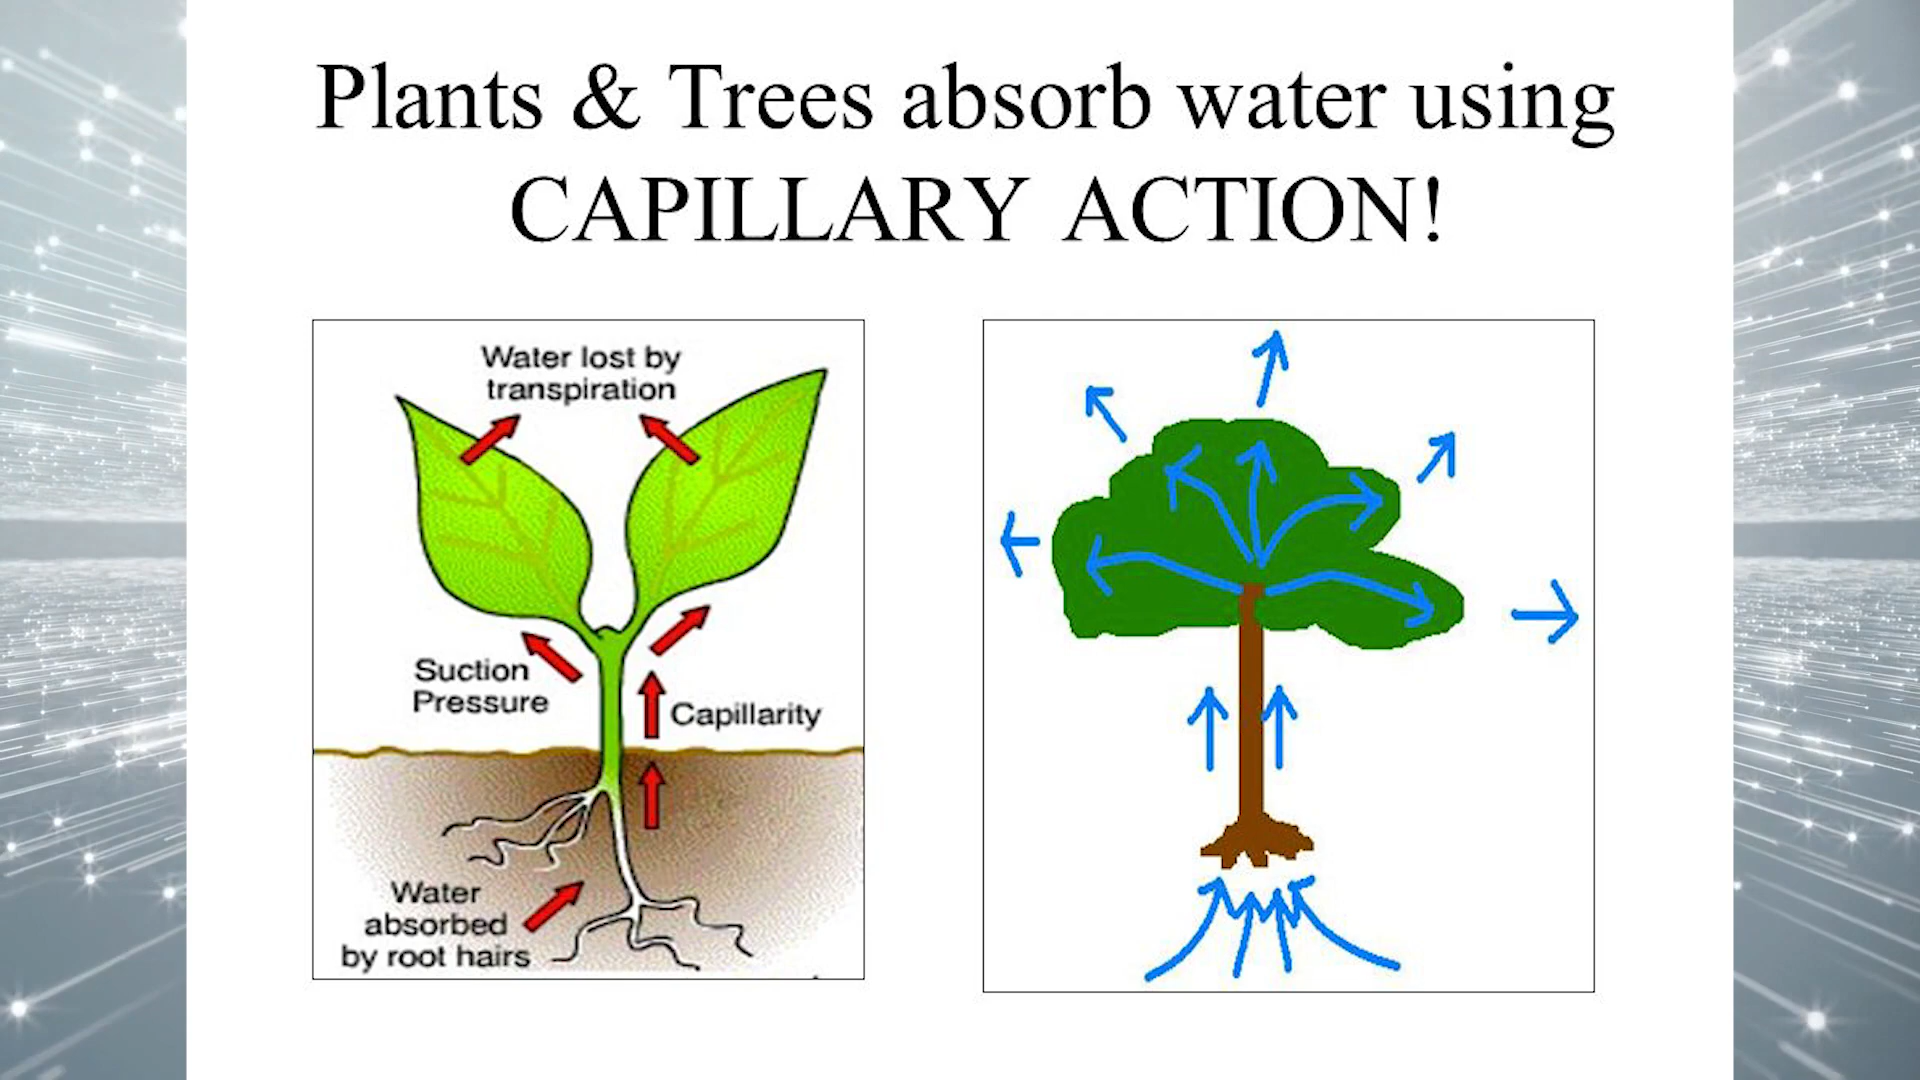 Plants & Trees absorb water using
CAPILLARY ACTION!
Water lost by
transpiration
Suction
Pressure
Capillarity
Water
absorbed
by root hairs